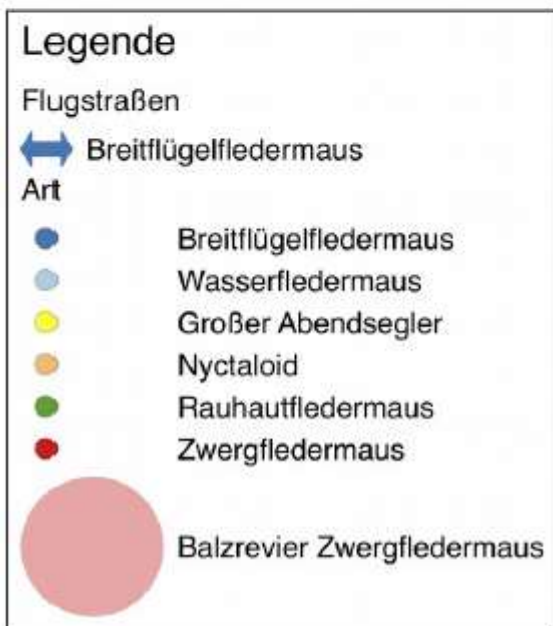 Legende
Flugstraßen
Breitflügelfledermaus
Art
Breitflügelfledermaus
Wasserfledermaus
Großer Abendsegler
Nyctaloid
Rauhautfledermaus
Zwergfledermaus
Balzrevier Zwergfledermaus